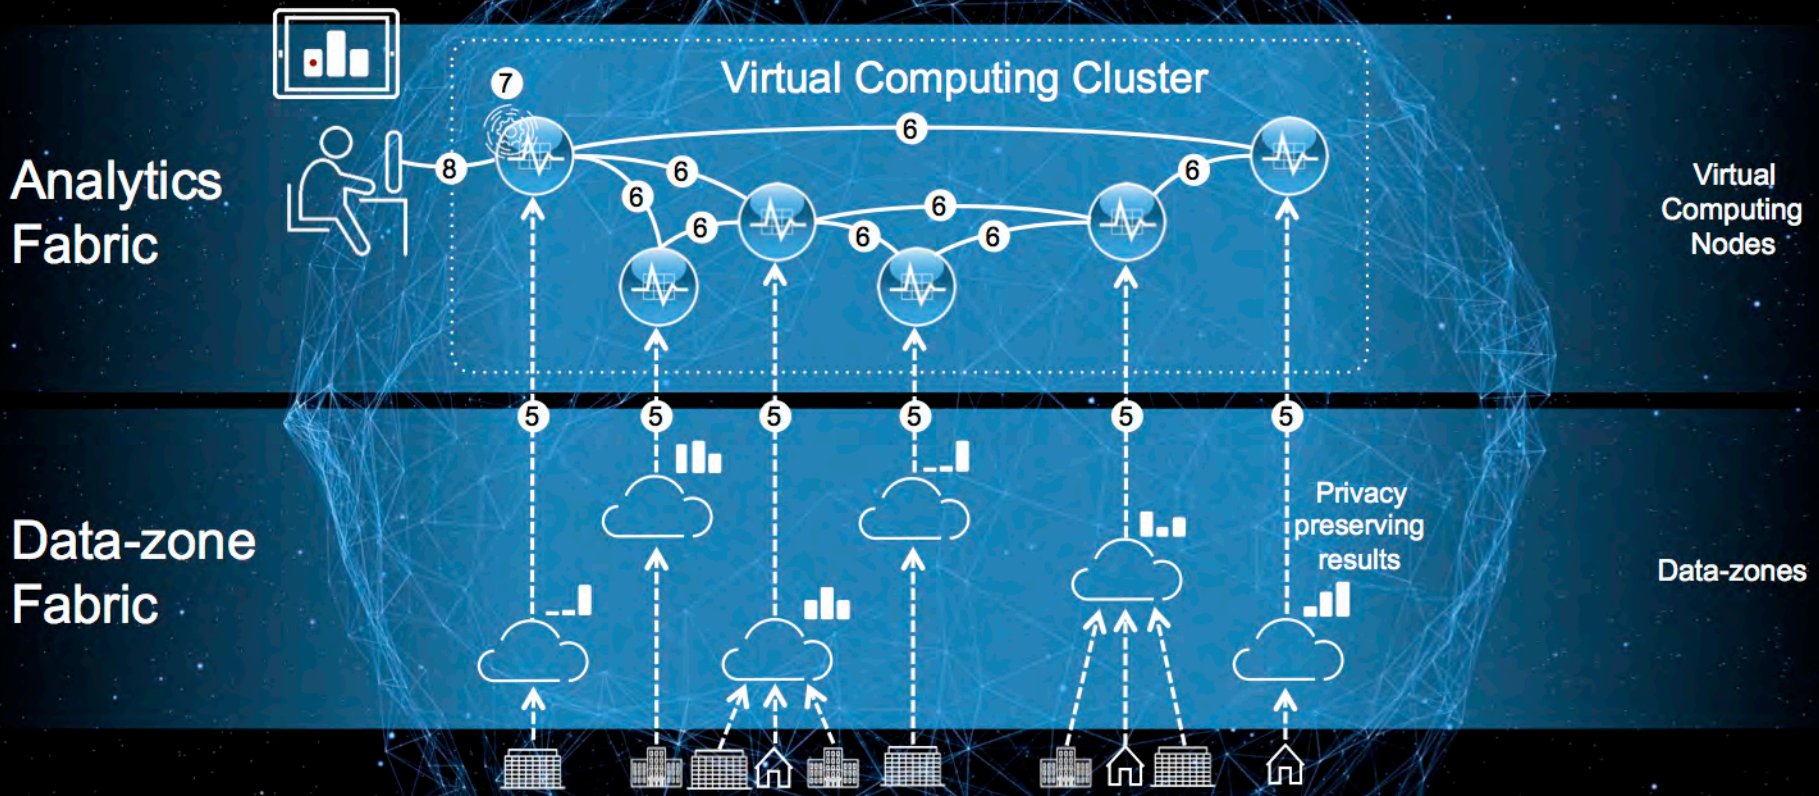 7
Virtual Computing Cluster
6
Analytics
Fabric
8
6
6
6
6
6
6
6
6
Virtual
Computing
Nodes
5
5
5
5
5
5
Data-zone
Fabric
Privacy
preserving
results
Data-zones